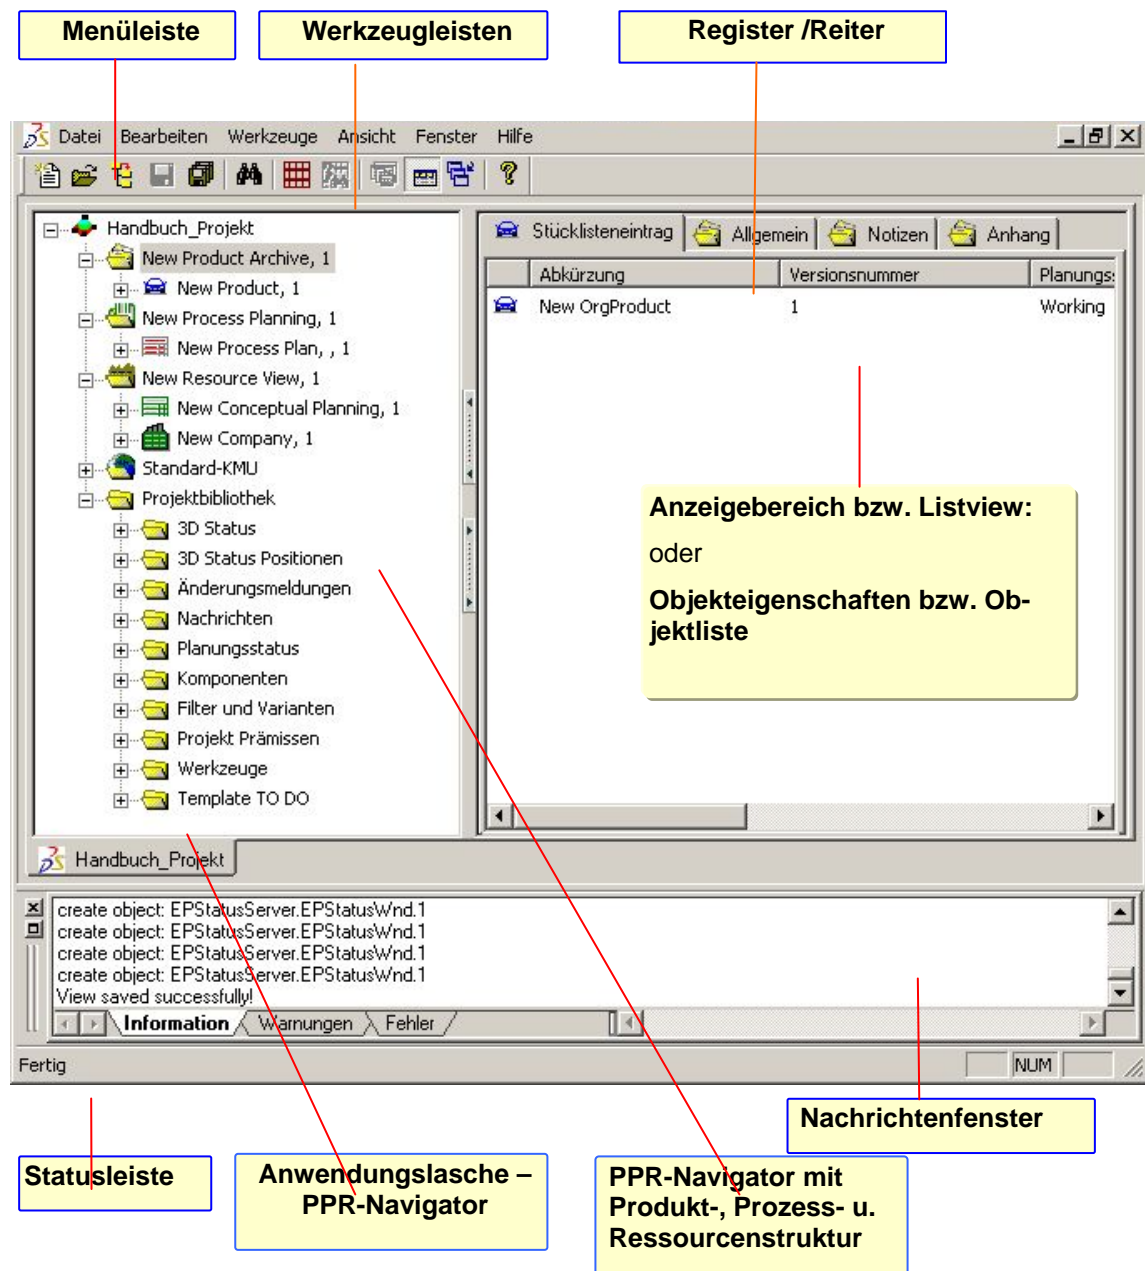 Menüleiste
Werkzeugleisten
Register /Reiter
Datei Bearbeiten Werkzeuge Ansicht Fenster Hilfe
Handbuch_Projekt
New Product Archive, 1
New Product, 1
New Process Planning, 1
New Process Plan, , 1
New Resource View, 1
New Conceptual Planning, 1
New Company, 1
Standard-KMU
Projektbibliothek
3D Status
3D Status Positionen
Änderungsmeldungen
Nachrichten
Planungsstatus
Komponenten
Filter und Varianten
Projekt Prämissen
Werkzeuge
Template TO DO
Stücklisteneintrag Allgemein Notizen Anhang
Abkürzung Versionsnummer Planungs
New OrgProduct 1 Working
Anzeigebereich bzw. Listview:
oder
Objekteigenschaften bzw. Ob-
jektliste
Handbuch_Projekt
create object: EPStatusServer.EPStatusWnd.1
create object: EPStatusServer.EPStatusWnd.1
create object: EPStatusServer.EPStatusWnd.1
create object: EPStatusServer.EPStatusWnd.1
View saved successfully!
Information Warnungen Fehler
Fertig
NUM
Nachrichtenfenster
Statusleiste
Anwendungslasche –
PPR-Navigator
PPR-Navigator mit
Produkt-, Prozess- u.
Ressourcenstruktur